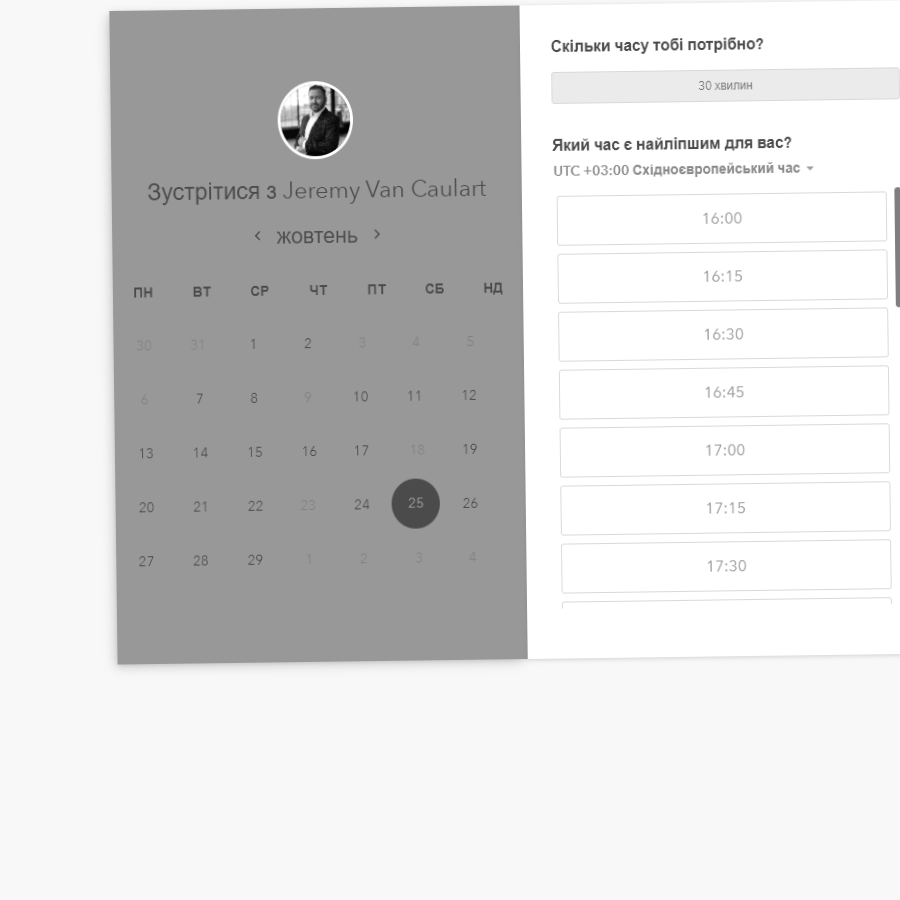 Зустрітися з Jeremy Van Caulart
жовтень
ПН ВТ СР ЧТ ПТ СБ НД
30 31 1 2 3 4 5
6 7 8 9 10 11 12
13 14 15 16 17 18 19
20 21 22 23 24 25 26
27 28 29 1 2 3 4
Скільки часу тобі потрібно?
30 хвилин
Який час є найліпшим для вас?
UTC +03:00 Східноєвропейський час
16:00
16:15
16:30
16:45
17:00
17:15
17:30